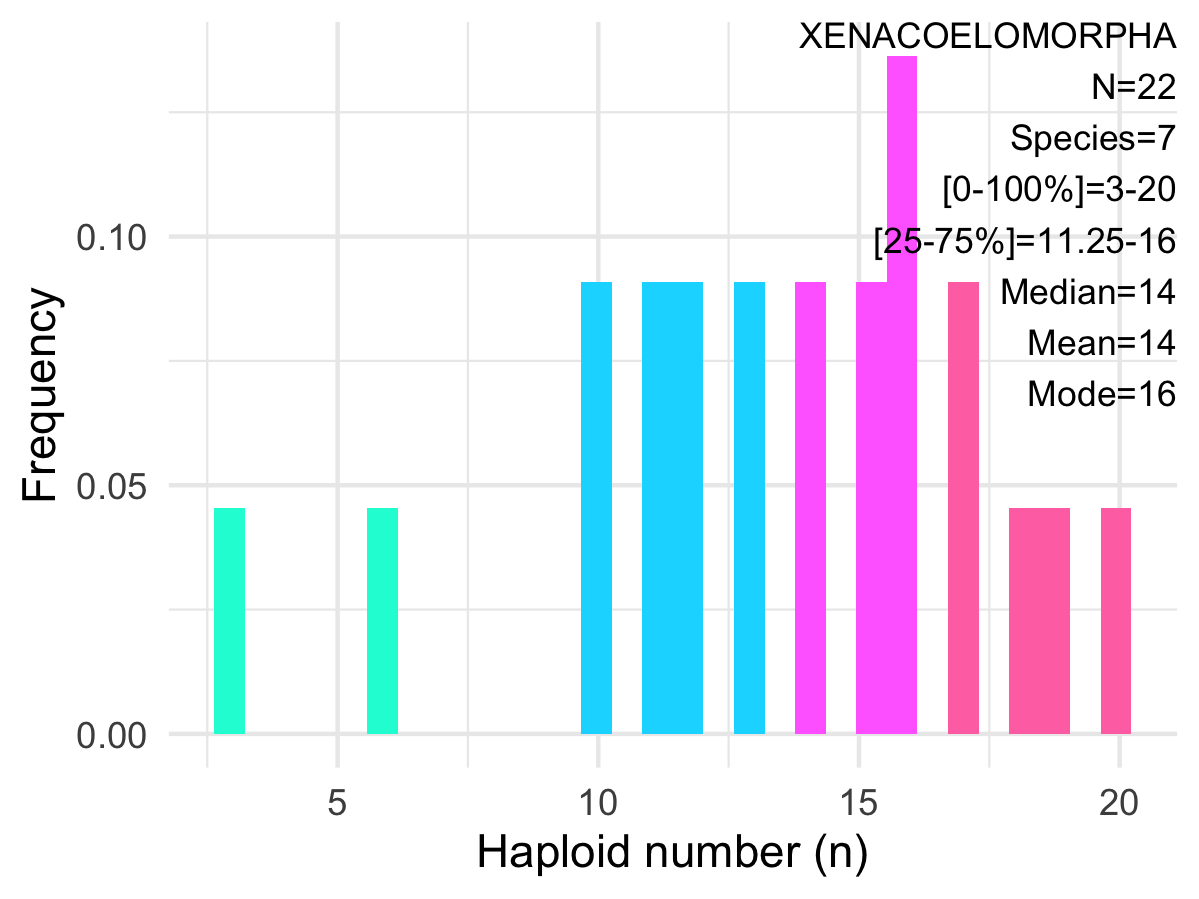 XENACOELOMORPHA
N=22
Species=7
[0-100%]=3-20
[25-75%]=11.25-16
Median=14
Mean=14
Mode=16
Frequency
0.10
0.05
0.00
5 10 15 20
Haploid number (n)